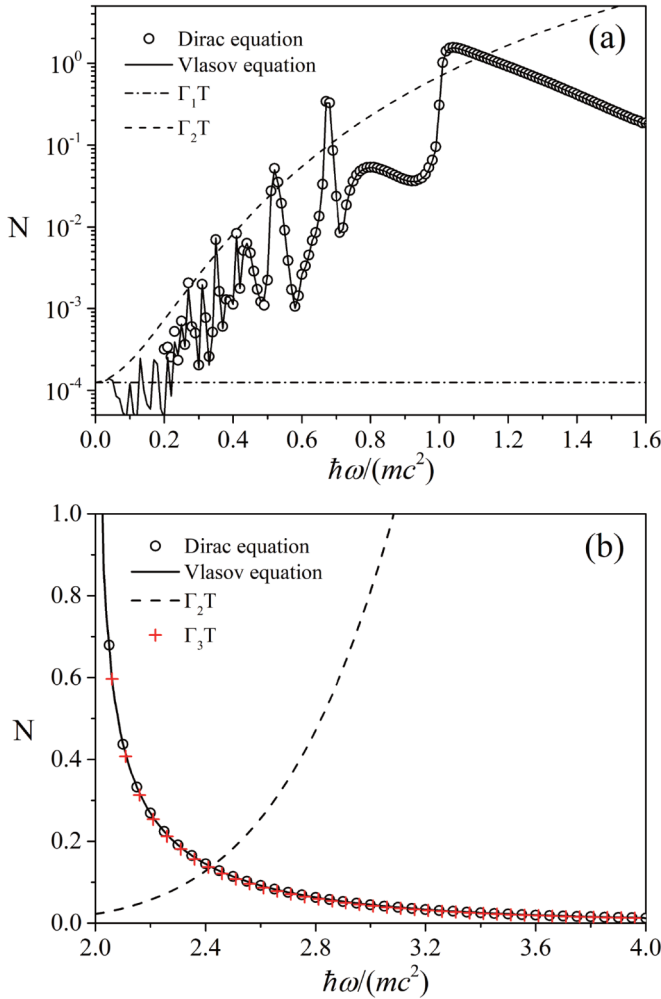 (a)
Dirac equation
Vlasov equation
Γ₁T
Γ₂T
10⁰
10⁻¹
10⁻²
10⁻³
10⁻⁴
N
0.0 0.2 0.4 0.6 0.8 1.0 1.2 1.4 1.6
ħω/(mc²)
(b)
Dirac equation
Vlasov equation
Γ₂T
Γ₃T
1.0
0.8
0.6
0.4
0.2
0.0
N
2.0 2.4 2.8 3.2 3.6 4.0
ħω/(mc²)